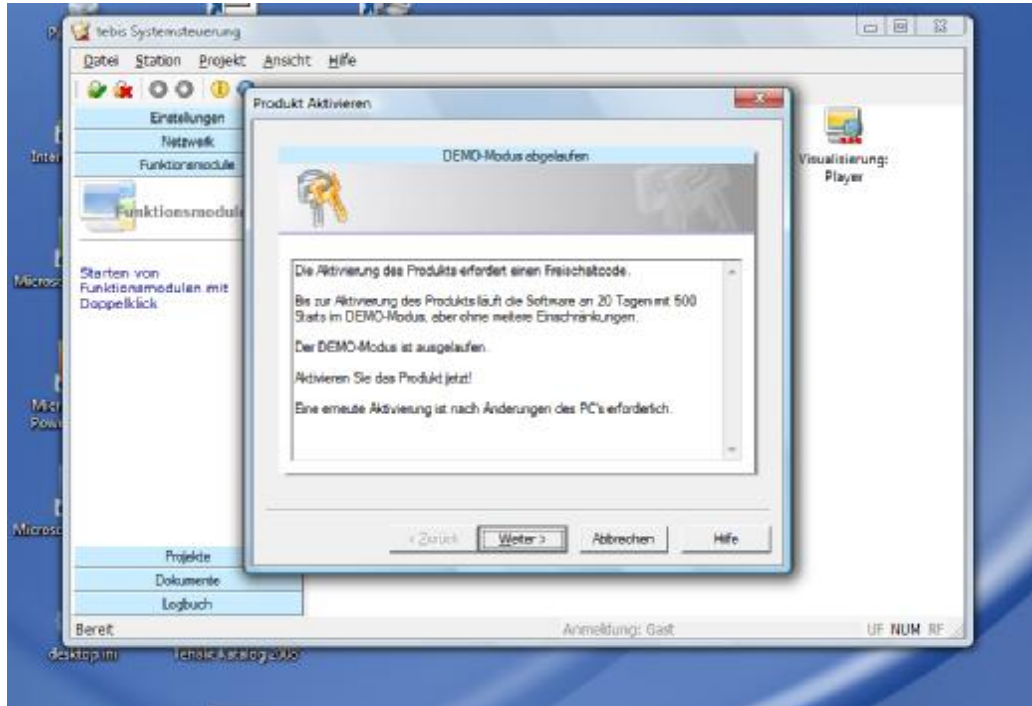 tebis Systemsteuerung
Datei Station Projekt Ansicht Hilfe
Einstellungen
Netzwerk
Funktionsmodule
Funktionsmodule
Starten von
Funktionsmodulen mit
Doppelklick
Projekte
Dokumente
Logbuch
Produkt Aktivieren
DEMO-Modus abgelaufen
Die Aktivierung des Produkts erfordert einen Freischaltcode.
Bis zur Aktivierung des Produkts läuft die Software an 20 Tagen mit 500
Starts im DEMO-Modus, aber ohne weitere Einschränkungen.
Der DEMO-Modus ist ausgelaufen.
Aktivieren Sie das Produkt jetzt!
Eine erneute Aktivierung ist nach Änderungen des PC's erforderlich.
< Zurück Weiter > Abbrechen Hilfe
Visualisierung:
Player
Bereit Anmeldung: Gast UF NUM RF
desktop.ini